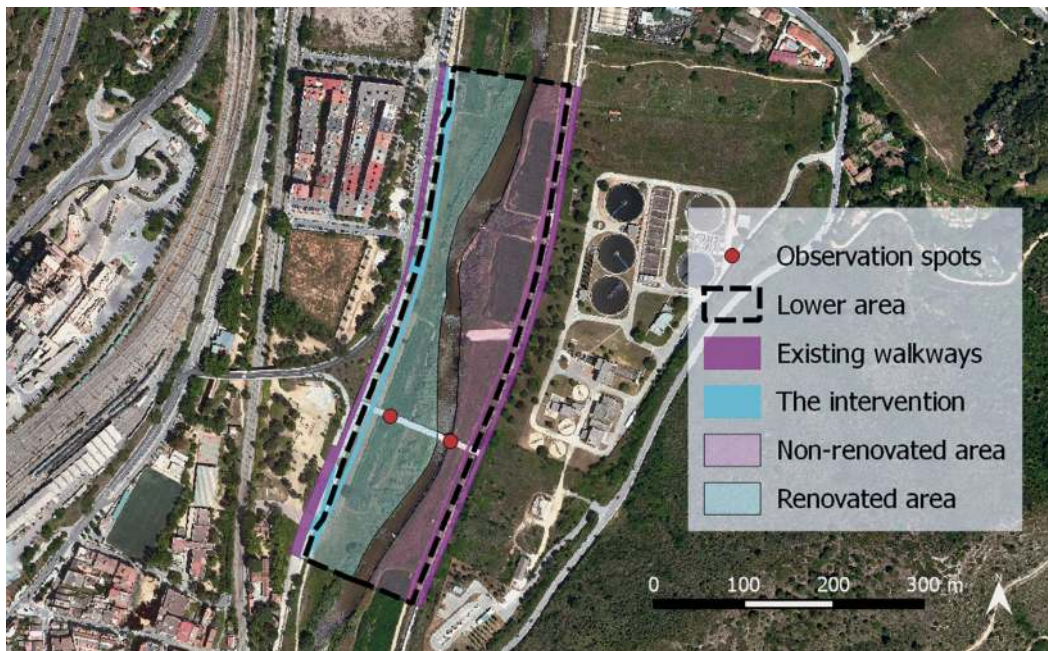 Observation spots
Lower area
Existing walkways
The intervention
Non-renovated area
Renovated area
0 100 200 300 m